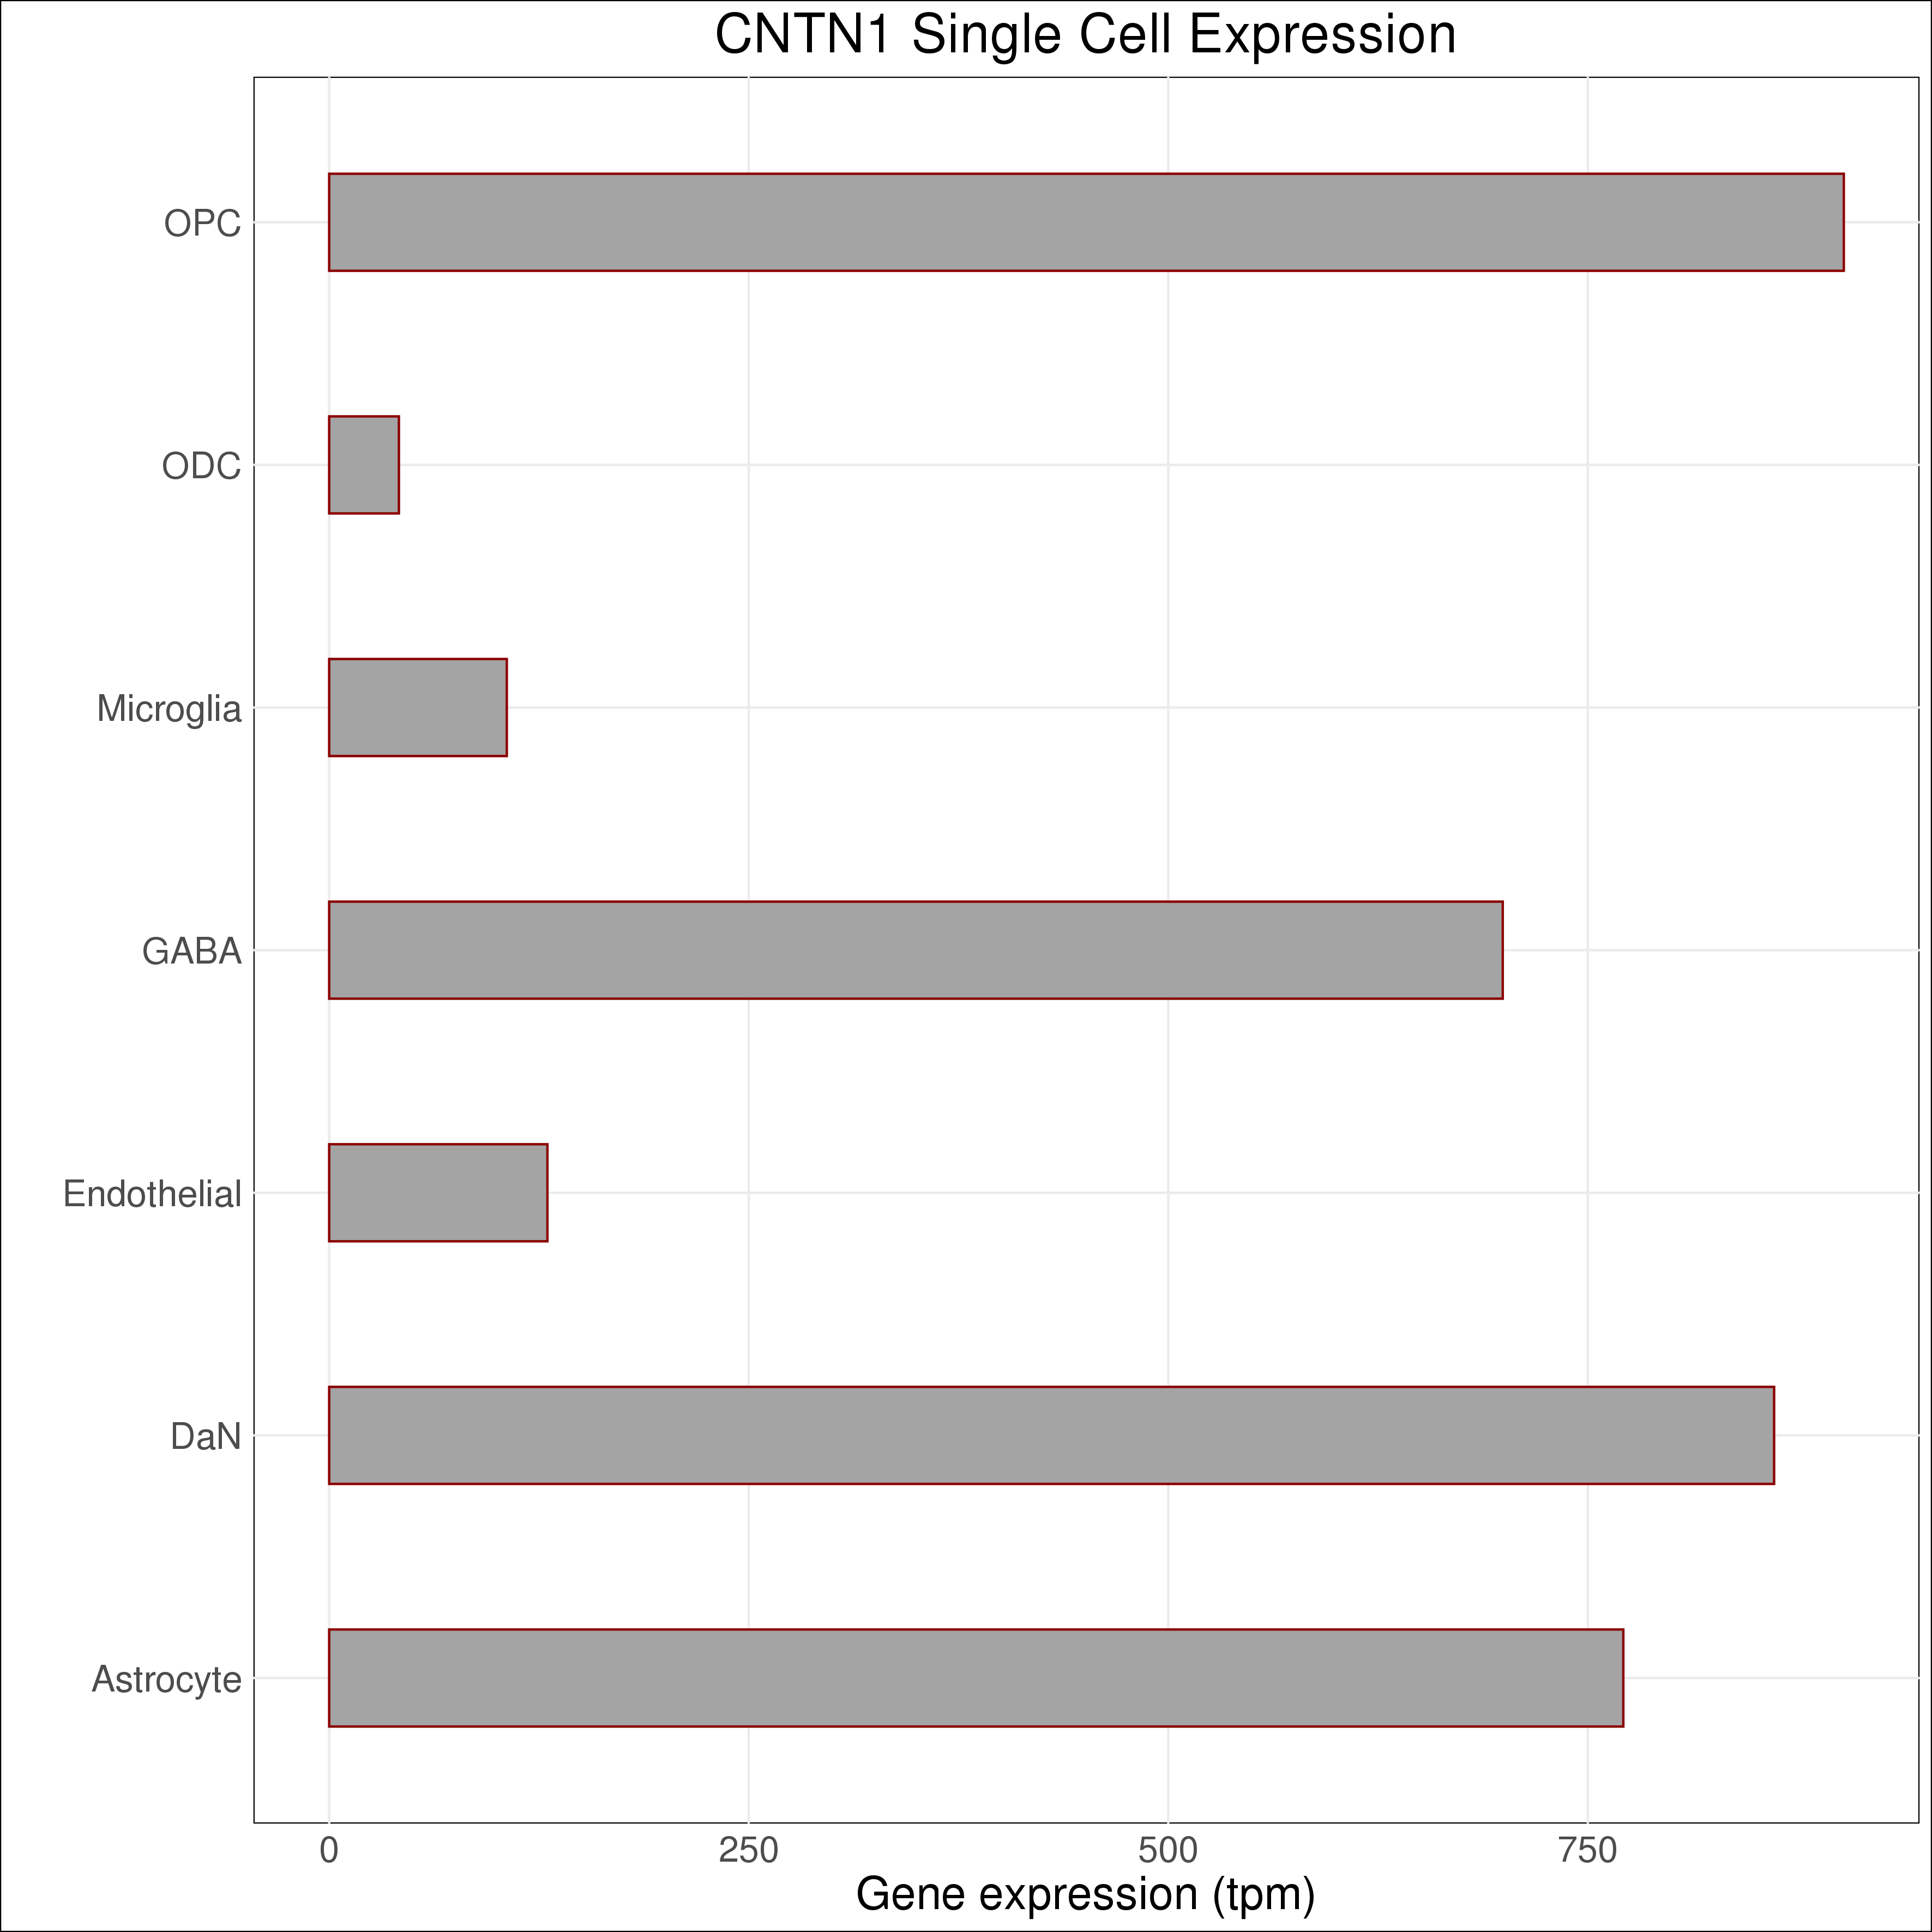 CNTN1 Single Cell Expression
OPC
ODC
Microglia
GABA
Endothelial
DaN
Astrocyte
0 250 500 750
Gene expression (tpm)